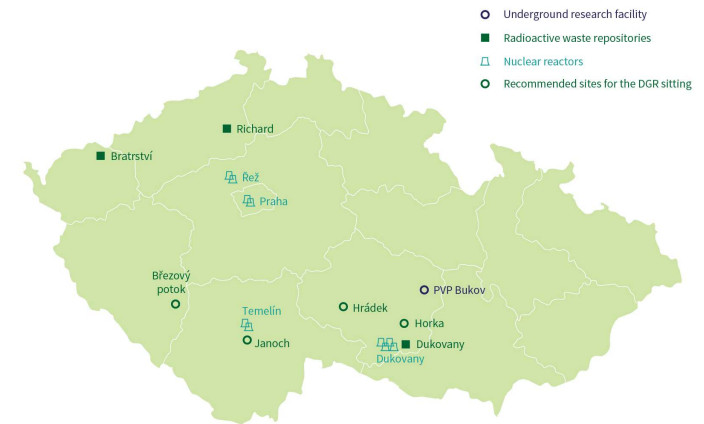 Underground research facility
Radioactive waste repositories
Nuclear reactors
Recommended sites for the DGR sitting
Richard
Bratrství
Řež
Praha
Březový
potok
PVP Bukov
Hrádek
Temelín
Horka
Janoch
Dukovany
Dukovany